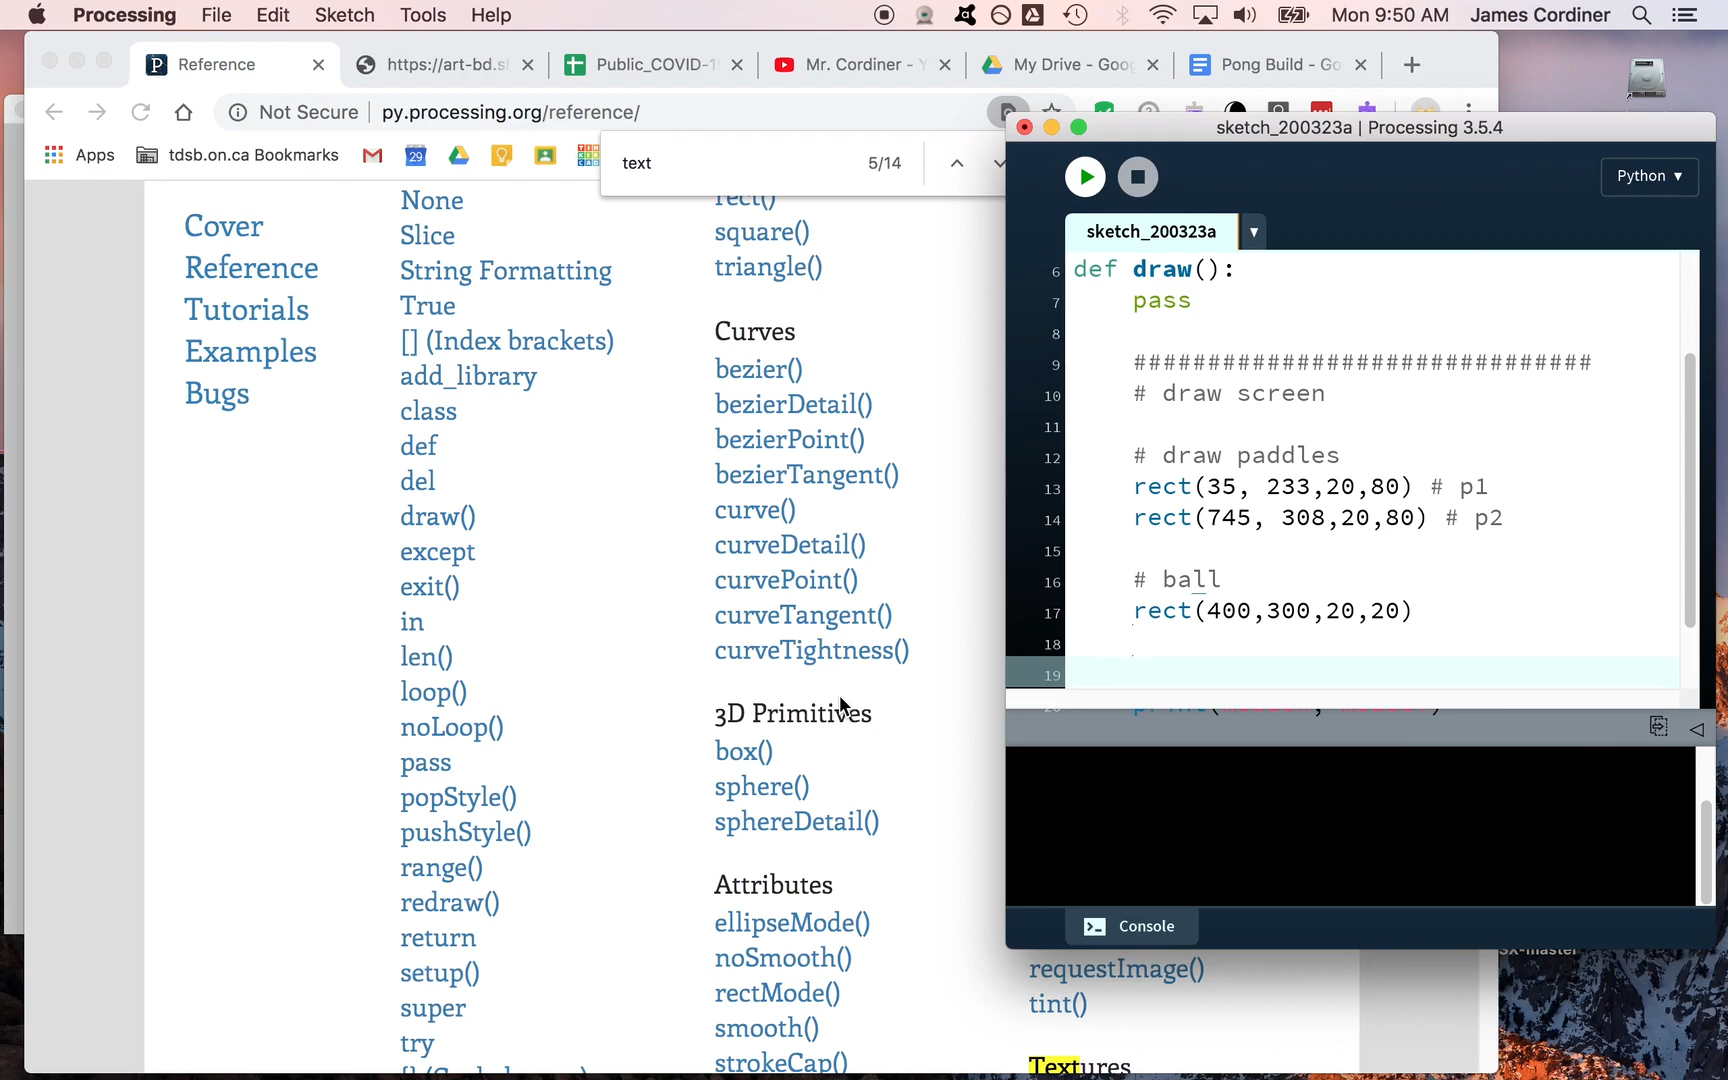 Processing File Edit Sketch Tools Help Mon 9:50 AM James Cordiner
Reference https://art-bd.s Public_COVID-1 Mr. Cordiner - My Drive - Goo Pong Build - Go
Not Secure py.processing.org/reference/
Apps tdsb.on.ca Bookmarks 29
text 5/14
Cover
Reference
Tutorials
Examples
Bugs
None
Slice
String Formatting
True
[] (Index brackets)
add_library
class
def
del
draw()
except
exit()
in
len()
loop()
noLoop()
pass
popStyle()
pushStyle()
range()
redraw()
return
setup()
super
try
rect()
square()
triangle()
Curves
bezier()
bezierDetail()
bezierPoint()
bezierTangent()
curve()
curveDetail()
curvePoint()
curveTangent()
curveTightness()
3D Primitives
box()
sphere()
sphereDetail()
Attributes
ellipseMode()
noSmooth()
rectMode()
smooth()
strokeCap()
requestImage()
tint()
Textures
sketch_200323a | Processing 3.5.4
Python
sketch_200323a
6 def draw():
7 pass
8
9 ###############################
10 # draw screen
11
12 # draw paddles
13 rect(35, 233,20,80) # p1
14 rect(745, 308,20,80) # p2
15
16 # ball
17 rect(400,300,20,20)
18
19
Console
sx-master